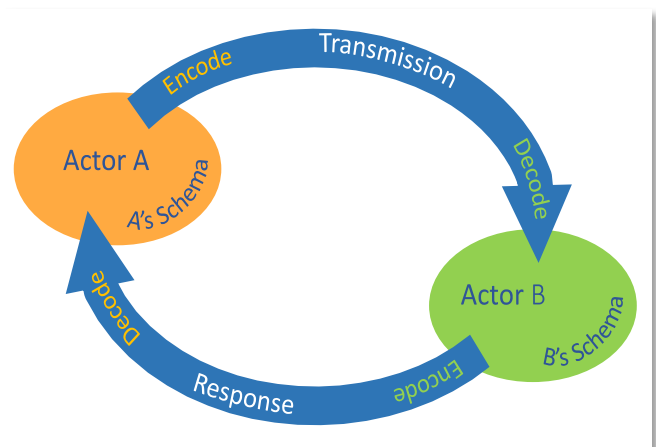 Encode
Transmission
Decode
Actor A
A's Schema
Actor B
B's Schema
Encode
Response
Decode